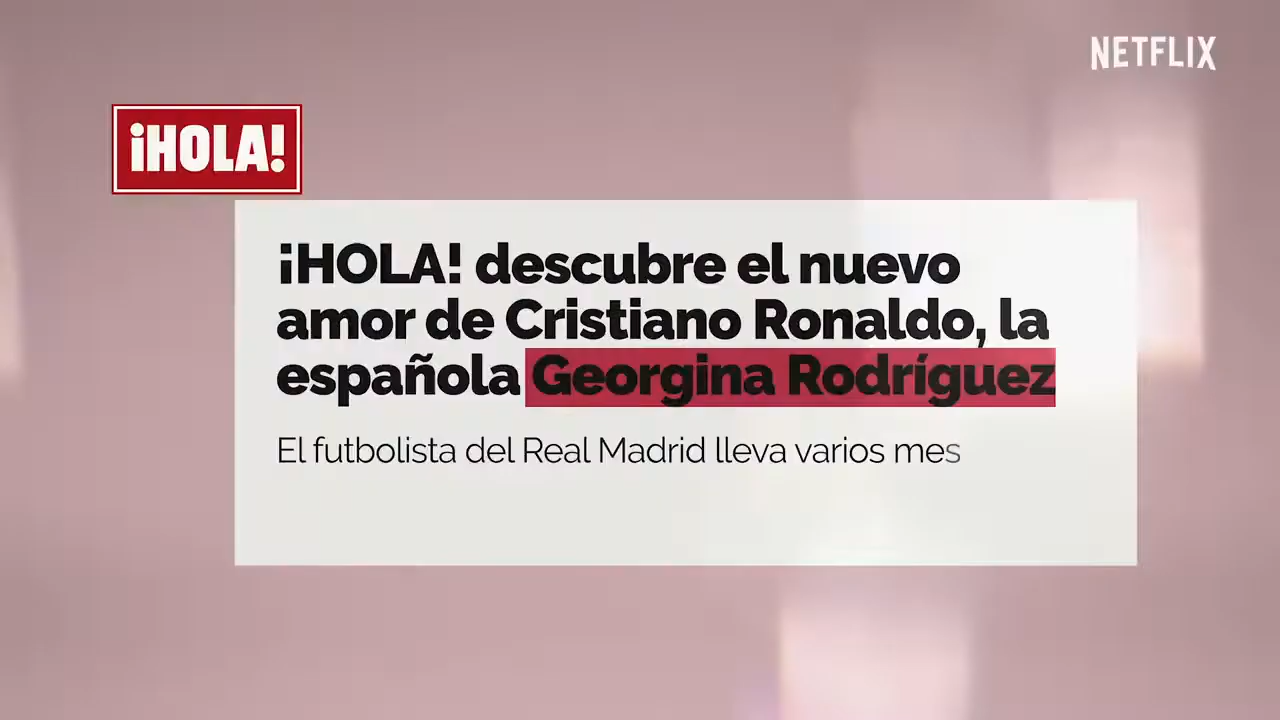 NETFLIX
¡HOLA!
¡HOLA! descubre el nuevo
amor de Cristiano Ronaldo, la
española Georgina Rodríguez
El futbolista del Real Madrid lleva varios mes